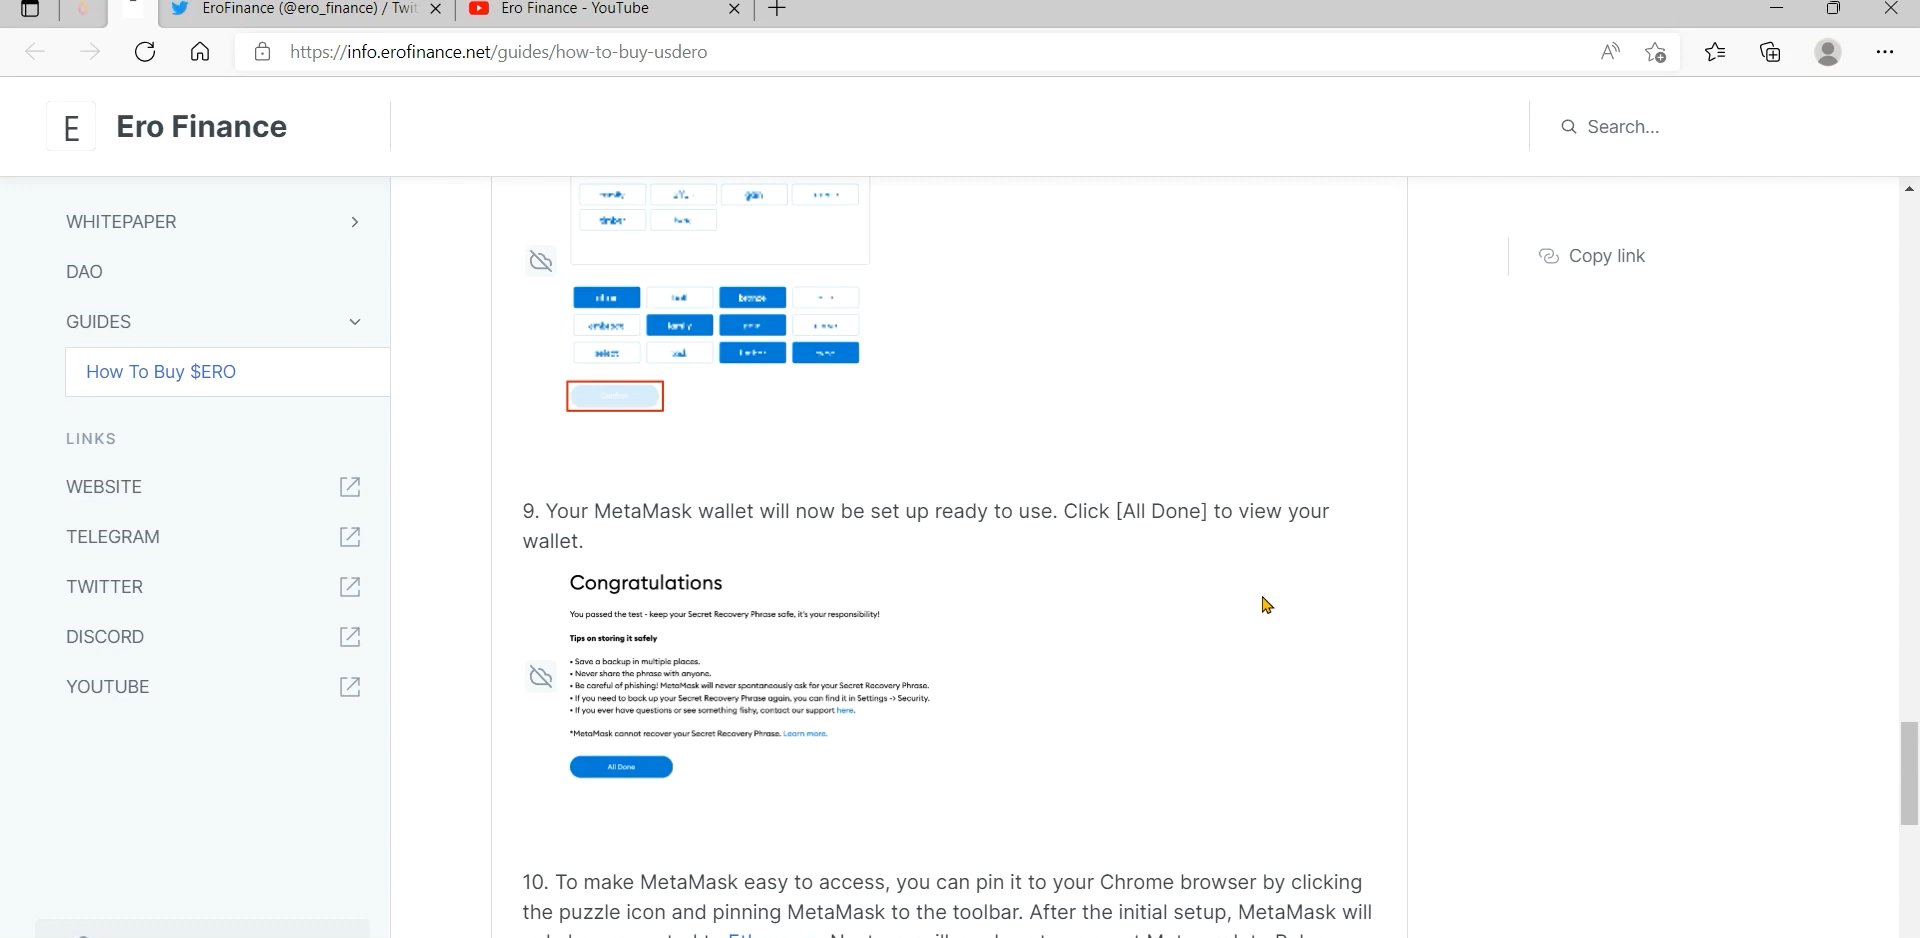 EroFinance (@ero_finance) / Twit
Ero Finance - YouTube
https://info.erofinance.net/guides/how-to-buy-usdero
E
Ero Finance
Search...
WHITEPAPER
DAO
GUIDES
How To Buy $ERO
LINKS
WEBSITE
TELEGRAM
TWITTER
DISCORD
YOUTUBE
Copy link
gain
timber
bronze
embrace
family
select
9. Your MetaMask wallet will now be set up ready to use. Click [All Done] to view your
wallet.
Congratulations
You passed the test - keep your Secret Recovery Phrase safe, it's your responsibility!
Tips on storing it safely
• Save a backup in multiple places.
• Never share the phrase with anyone.
• Be careful of phishing! MetaMask will never spontaneously ask for your Secret Recovery Phrase.
• If you need to back up your Secret Recovery Phrase again, you can find it in Settings -> Security.
• If you ever have questions or see something fishy, contact our support here.
*MetaMask cannot recover your Secret Recovery Phrase. Learn more.
All Done
10. To make MetaMask easy to access, you can pin it to your Chrome browser by clicking
the puzzle icon and pinning MetaMask to the toolbar. After the initial setup, MetaMask will